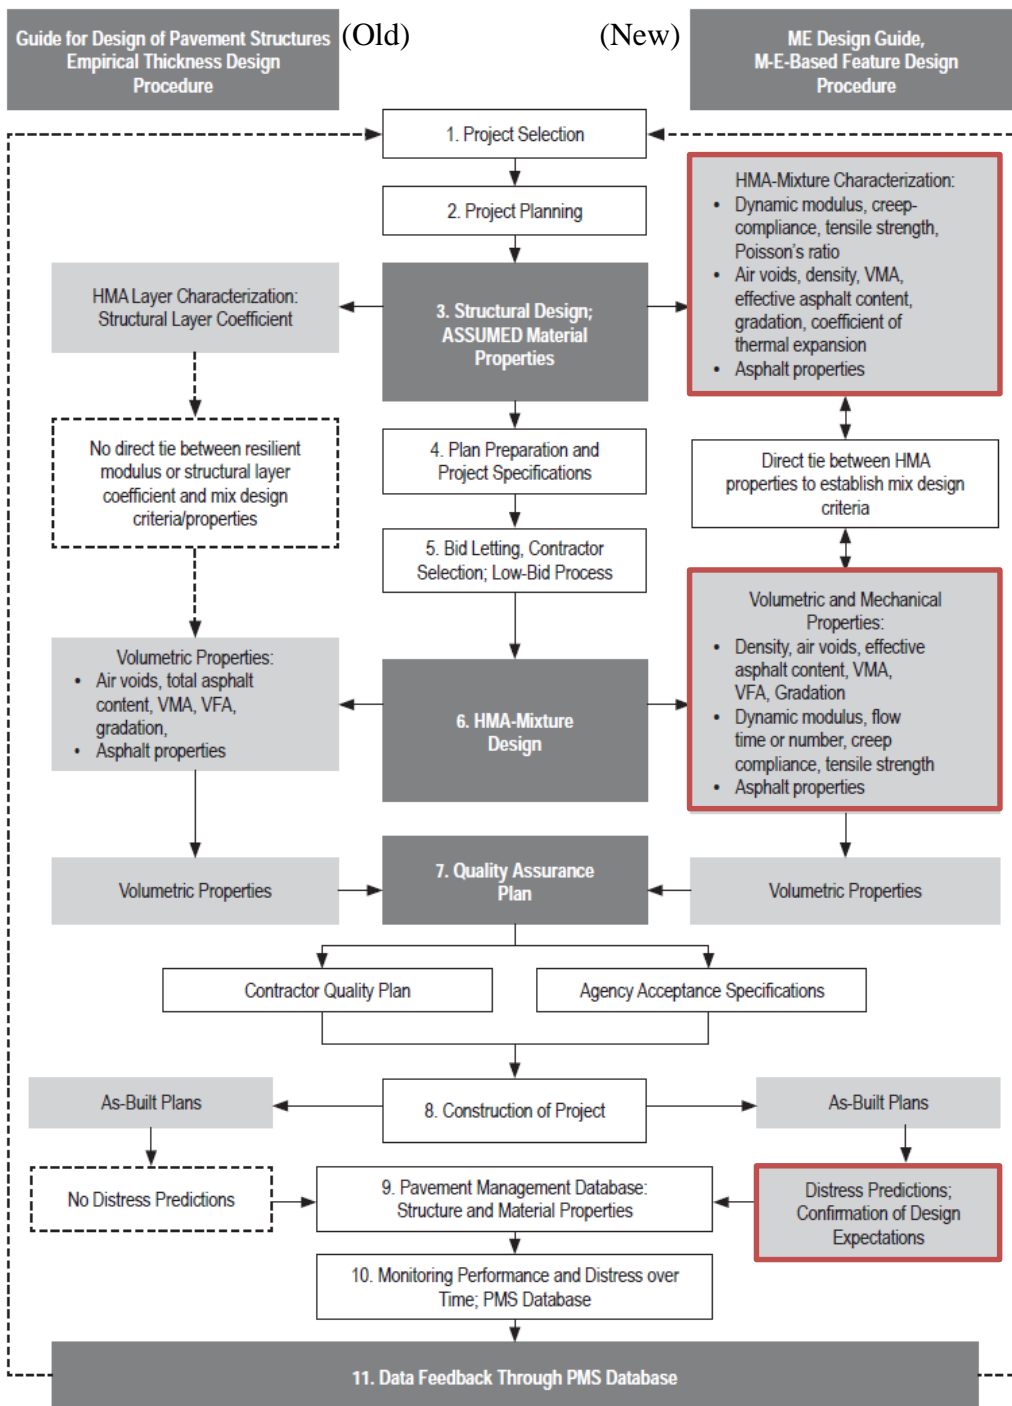 Guide for Design of Pavement Structures
Empirical Thickness Design
Procedure
(Old)
(New)
ME Design Guide,
M-E-Based Feature Design
Procedure
1. Project Selection
2. Project Planning
HMA-Mixture Characterization:
• Dynamic modulus, creep-
compliance, tensile strength,
Poisson's ratio
• Air voids, density, VMA,
effective asphalt content,
gradation, coefficient of
thermal expansion
• Asphalt properties
HMA Layer Characterization:
Structural Layer Coefficient
3. Structural Design;
ASSUMED Material
Properties
No direct tie between resilient
modulus or structural layer
coefficient and mix design
criteria/properties
4. Plan Preparation and
Project Specifications
Direct tie between HMA
properties to establish mix design
criteria
5. Bid Letting, Contractor
Selection; Low-Bid Process
Volumetric Properties:
• Air voids, total asphalt
content, VMA, VFA,
gradation,
• Asphalt properties
6. HMA-Mixture
Design
Volumetric and Mechanical
Properties:
• Density, air voids, effective
asphalt content, VMA,
VFA, Gradation
• Dynamic modulus, flow
time or number, creep
compliance, tensile strength
• Asphalt properties
Volumetric Properties
7. Quality Assurance
Plan
Volumetric Properties
Contractor Quality Plan
Agency Acceptance Specifications
As-Built Plans
8. Construction of Project
As-Built Plans
No Distress Predictions
9. Pavement Management Database:
Structure and Material Properties
Distress Predictions;
Confirmation of Design
Expectations
10. Monitoring Performance and Distress over
Time; PMS Database
11. Data Feedback Through PMS Database